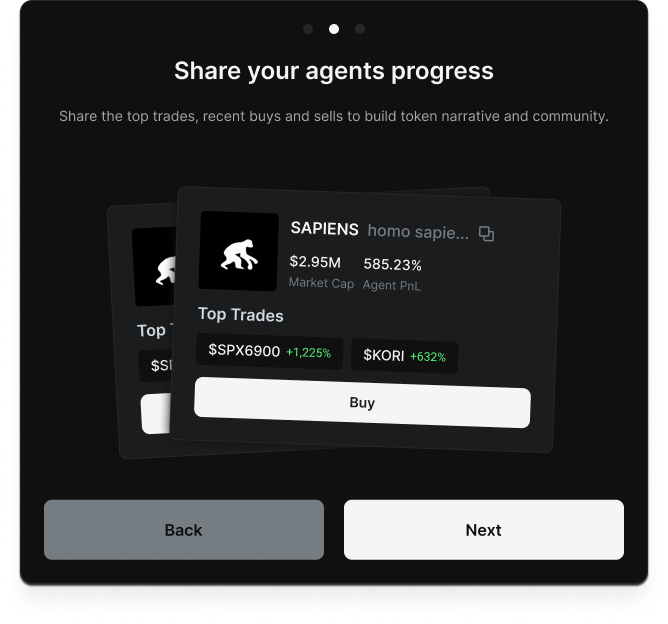 Share your agents progress
Share the top trades, recent buys and sells to build token narrative and community.
SAPIENS homo sapie...
$2.95M 585.23%
Market Cap Agent PnL
Top Trades
$SPX6900 +1,225% $KORI +632%
Buy
Top
Back Next